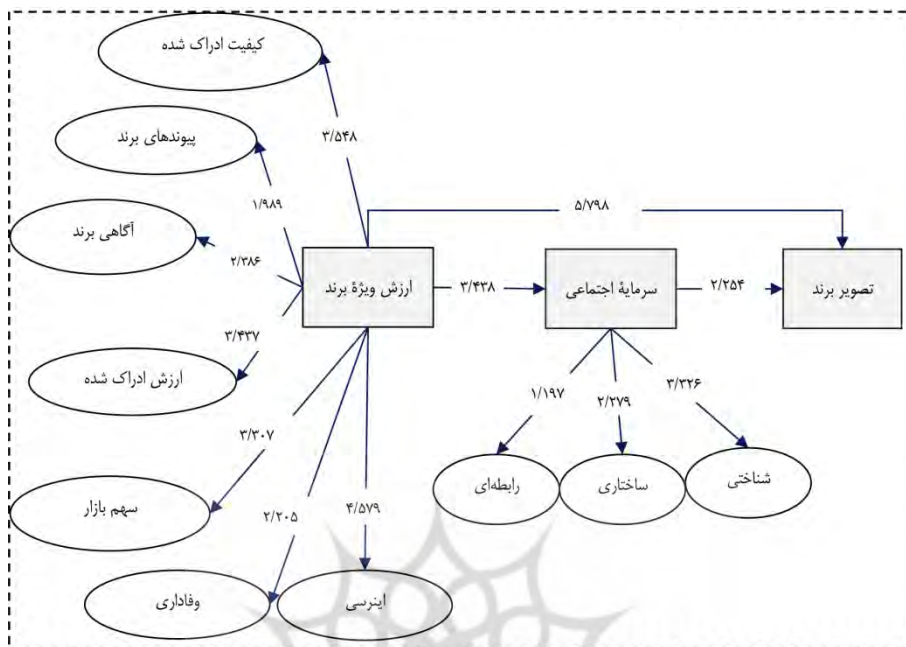 کیفیت ادراک شده
۳/۵۴۸
پیوندهای برند
۱/۹۸۹
۵/۷۹۸
آگاهی برند
۲/۳۸۶
ارزش ویژۀ برند
۳/۴۳۸
سرمایۀ اجتماعی
۲/۲۵۴
تصویر برند
۳/۴۳۷
ارزش ادراک شده
۱/۱۹۷
۲/۲۷۹
۳/۳۲۶
۳/۳۰۷
رابطه‌ای
ساختاری
شناختی
سهم بازار
۲/۲۰۵
۴/۵۷۹
وفاداری
اینرسی